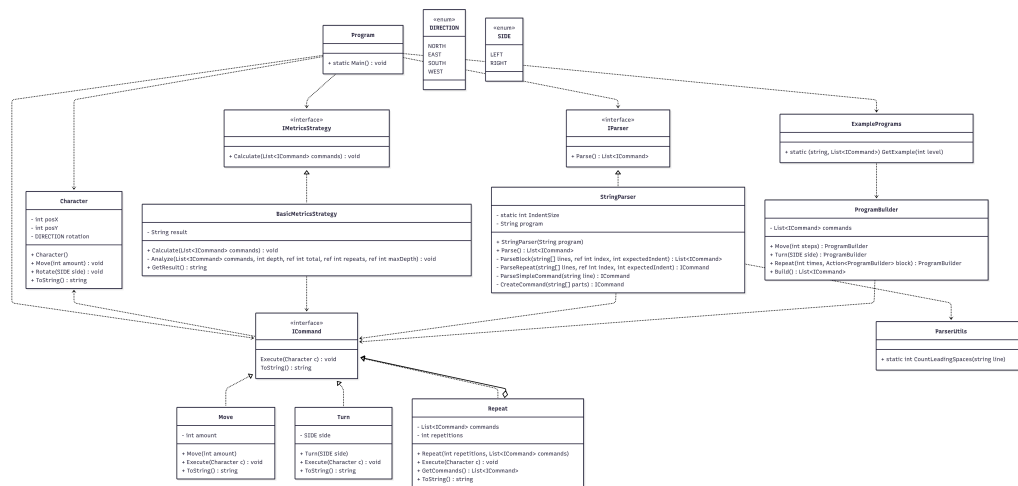 Program
+ static Main() : void
«enum»
DIRECTION
NORTH
EAST
SOUTH
WEST
«enum»
SIDE
LEFT
RIGHT
«interface»
IMetricsStrategy
+ Calculate(List<ICommand> commands) : void
«interface»
IParser
+ Parse() : List<ICommand>
ExamplePrograms
+ static (string, List<ICommand>) GetExample(int level)
Character
- int posX
- int posY
- DIRECTION rotation
+ Character()
+ Move(int amount) : void
+ Rotate(SIDE side) : void
+ ToString() : string
BasicMetricsStrategy
- String result
+ Calculate(List<ICommand> commands) : void
- Analyze(List<ICommand> commands, int depth, ref int total, ref int repeats, ref int maxDepth) : void
+ GetResult() : string
StringParser
- static int IndentSize
- String program
+ StringParser(String program)
+ Parse() : List<ICommand>
- ParseBlock(string[] lines, ref int index, int expectedIndent) : List<ICommand>
- ParseRepeat(string[] lines, ref int index, int expectedIndent) : ICommand
- ParseSimpleCommand(string line) : ICommand
- CreateCommand(string[] parts) : ICommand
ProgramBuilder
- List<ICommand> commands
+ Move(int steps) : ProgramBuilder
+ Turn(SIDE side) : ProgramBuilder
+ Repeat(int times, Action<ProgramBuilder> block) : ProgramBuilder
+ Build() : List<ICommand>
«interface»
ICommand
Execute(Character c) : void
ToString() : string
ParserUtils
+ static int CountLeadingSpaces(string line)
Move
- int amount
+ Move(int amount)
+ Execute(Character c) : void
+ ToString() : string
Turn
- SIDE side
+ Turn(SIDE side)
+ Execute(Character c) : void
+ ToString() : string
Repeat
- List<ICommand> commands
- int repetitions
+ Repeat(int repetitions, List<ICommand> commands)
+ Execute(Character c) : void
+ GetCommands() : List<ICommand>
+ ToString() : string